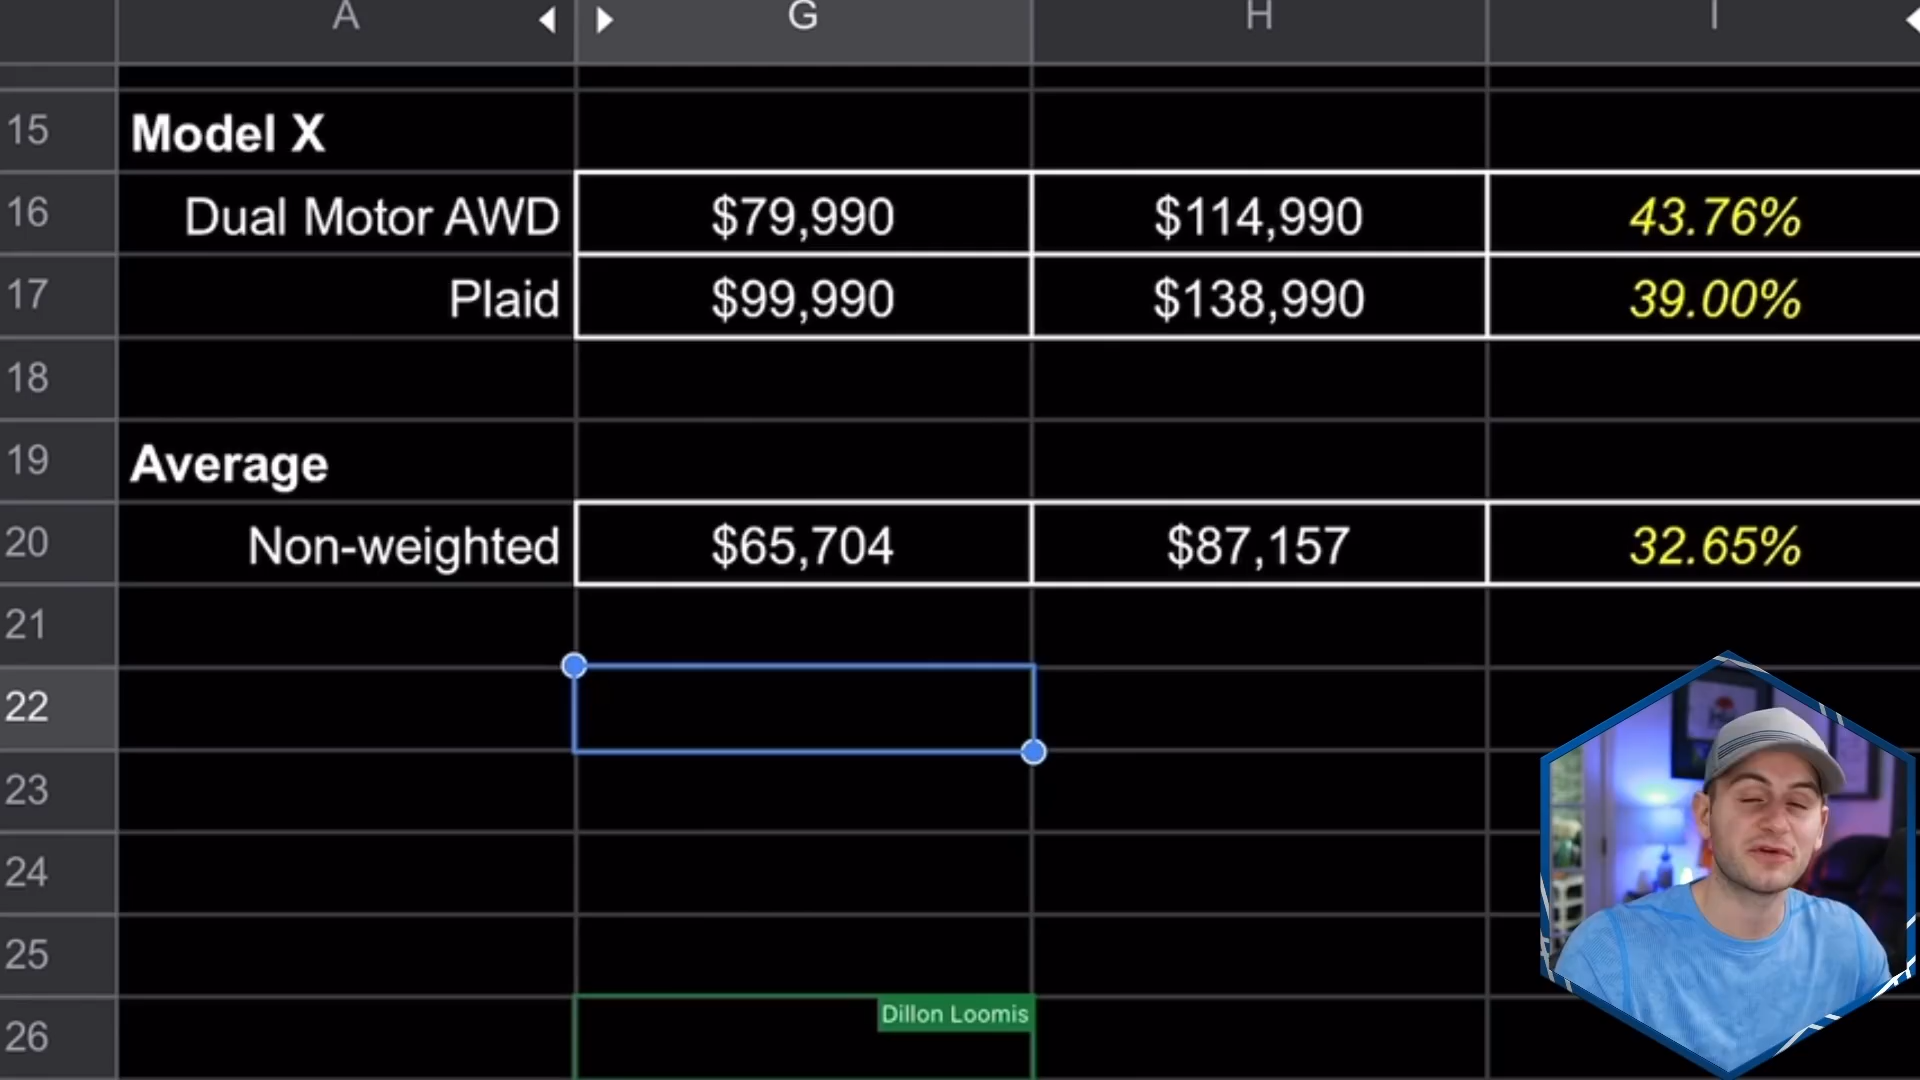 A G H I
15 Model X
16 Dual Motor AWD $79,990 $114,990 43.76%
17 Plaid $99,990 $138,990 39.00%
18
19 Average
20 Non-weighted $65,704 $87,157 32.65%
21
22
23
24
25
26 Dillon Loomis